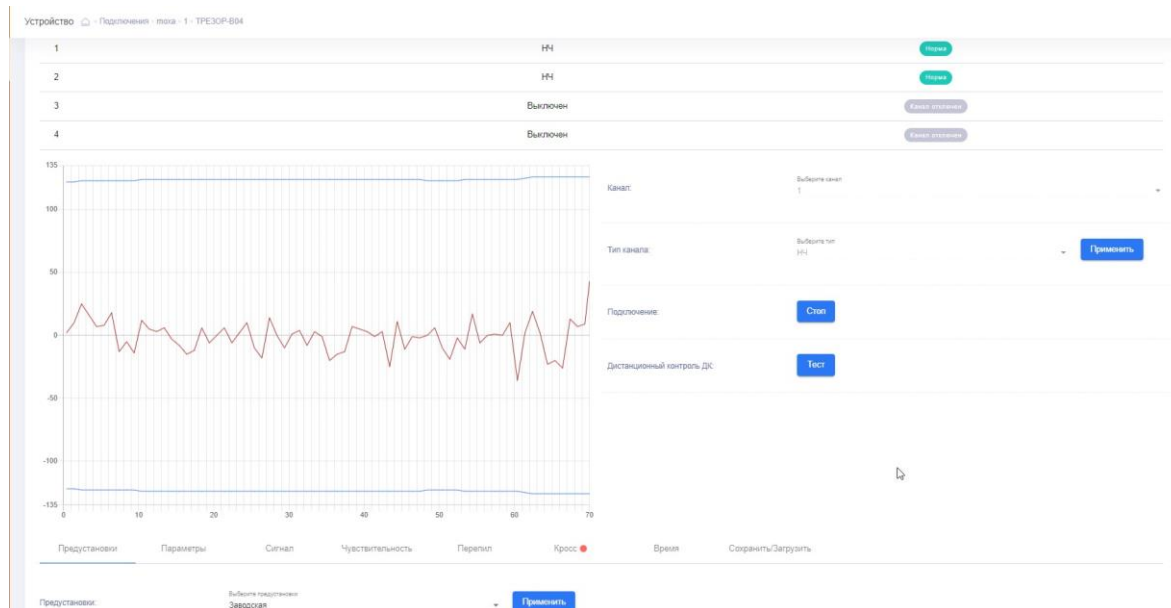 Устройство - Подключения - moxa - 1 - ТРЕЗОР-В04
1 НЧ Норма
2 НЧ Норма
3 Выключен Канал отключен
4 Выключен Канал отключен
135
100
50
0
-50
-100
-135
0 10 20 30 40 50 60 70
Канал: Выберите канал
1
Тип канала: Выберите тип
НЧ Применить
Подключение: Стоп
Дистанционный контроль ДК: Тест
Предустановки Параметры Сигнал Чувствительность Перепил Кросс Время Сохранить/Загрузить
Предустановки: Выберите предустановки
Заводская Применить